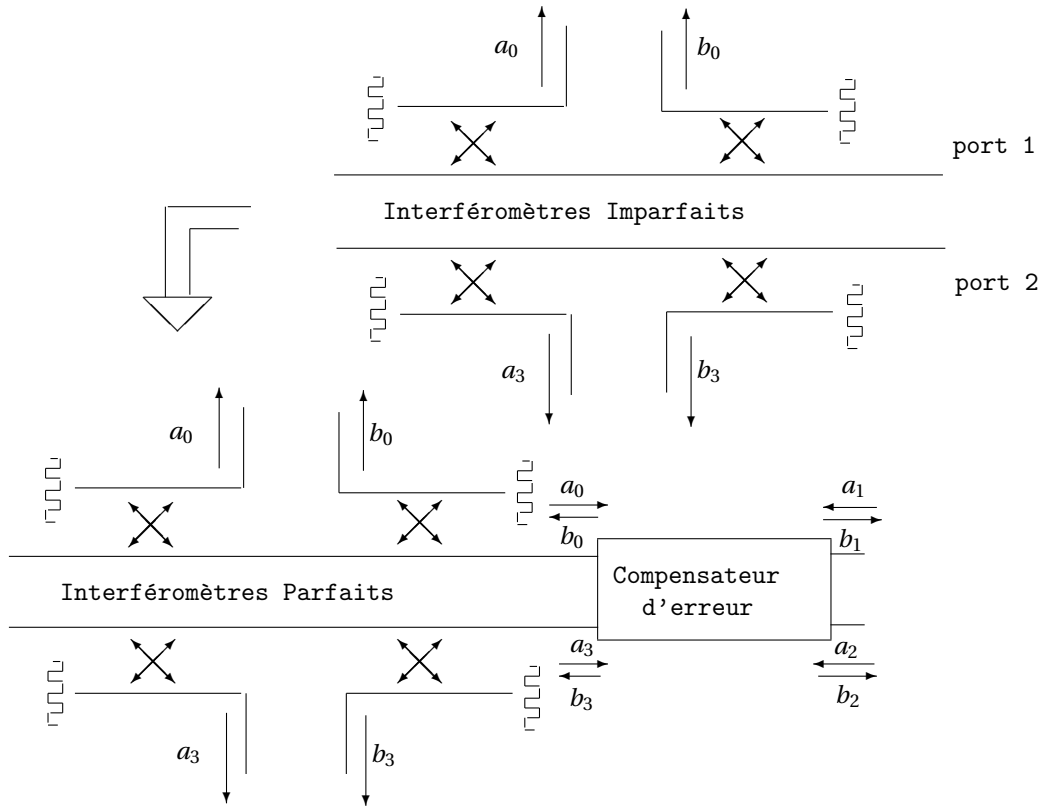 a0 b0
port 1
Interféromètres Imparfaits
port 2
a3 b3
a0 b0
a0 a1
b0 b1
Interféromètres Parfaits
Compensateur
d'erreur
a3 a2
b3 b2
a3 b3